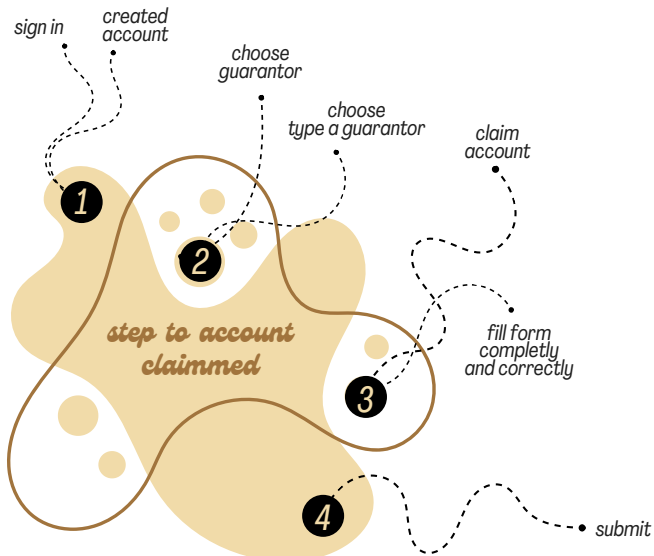 sign in
created
account
choose
guarantor
choose
type a guarantor
claim
account
1
2
step to account
claimmed
fill form
completly
and correctly
3
4
submit